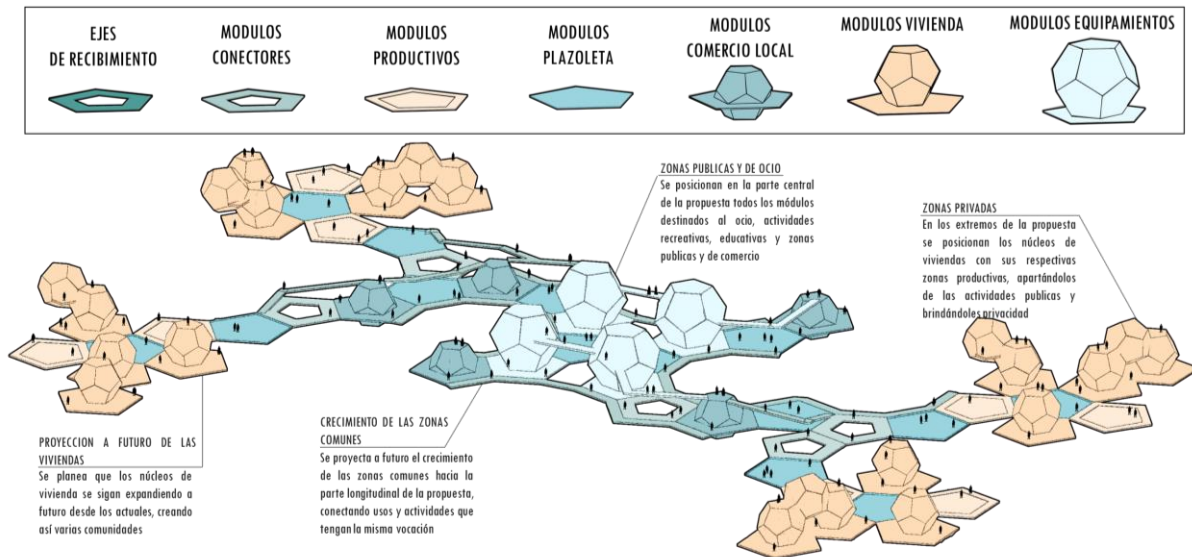 EJES
DE RECIBIMIENTO
MODULOS
CONECTORES
MODULOS
PRODUCTIVOS
MODULOS
PLAZOLETA
MODULOS
COMERCIO LOCAL
MODULOS VIVIENDA
MODULOS EQUIPAMIENTOS
ZONAS PUBLICAS Y DE OCIO
Se posicionan en la parte central
de la propuesta todos los módulos
destinados al ocio, actividades
recreativas, educativas y zonas
publicas y de comercio
ZONAS PRIVADAS
En los extremos de la propuesta
se posicionan los núcleos de
viviendas con sus respectivas
zonas productivas, apartándolos
de las actividades publicas y
brindándoles privacidad
PROYECCION A FUTURO DE LAS
VIVIENDAS
Se planea que los núcleos de
vivienda se sigan expandiendo a
futuro desde los actuales, creando
así varias comunidades
CRECIMIENTO DE LAS ZONAS
COMUNES
Se proyecta a futuro el crecimiento
de las zonas comunes hacia la
parte longitudinal de la propuesta,
conectando usos y actividades que
tengan la misma vocación